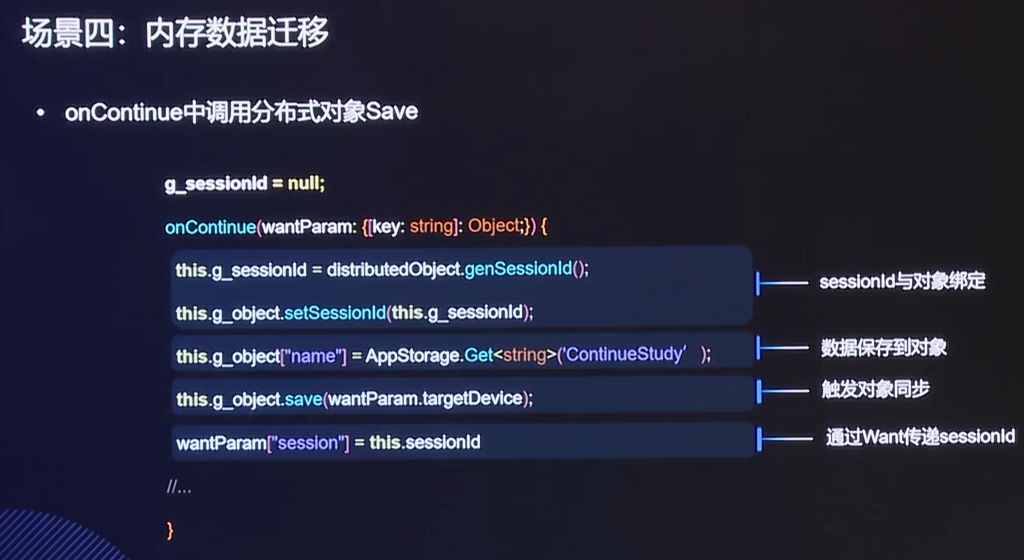 场景四：内存数据迁移
• onContinue中调用分布式对象Save
g_sessionId = null;
onContinue(wantParam: {[key: string]: Object;}) {
this.g_sessionId = distributedObject.genSessionId();
sessionId与对象绑定
this.g_object.setSessionId(this.g_sessionId);
this.g_object["name"] = AppStorage.Get<string>('ContinueStudy' );
数据保存到对象
this.g_object.save(wantParam.targetDevice);
触发对象同步
wantParam["session"] = this.sessionId
通过Want传递sessionId
//...
}